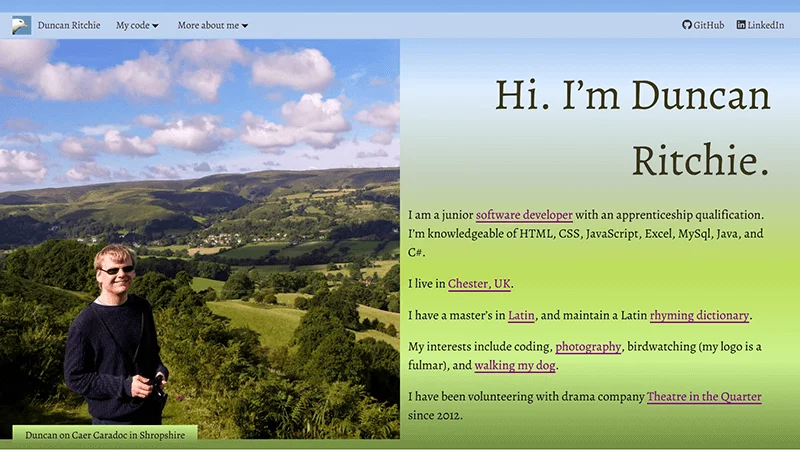 Duncan Ritchie My code More about me GitHub LinkedIn
Hi. I’m Duncan
Ritchie.
I am a junior software developer with an apprenticeship qualification.
I’m knowledgeable of HTML, CSS, JavaScript, Excel, MySql, Java, and
C#.
I live in Chester, UK.
I have a master’s in Latin, and maintain a Latin rhyming dictionary.
My interests include coding, photography, birdwatching (my logo is a
fulmar), and walking my dog.
I have been volunteering with drama company Theatre in the Quarter
since 2012.
Duncan on Caer Caradoc in Shropshire